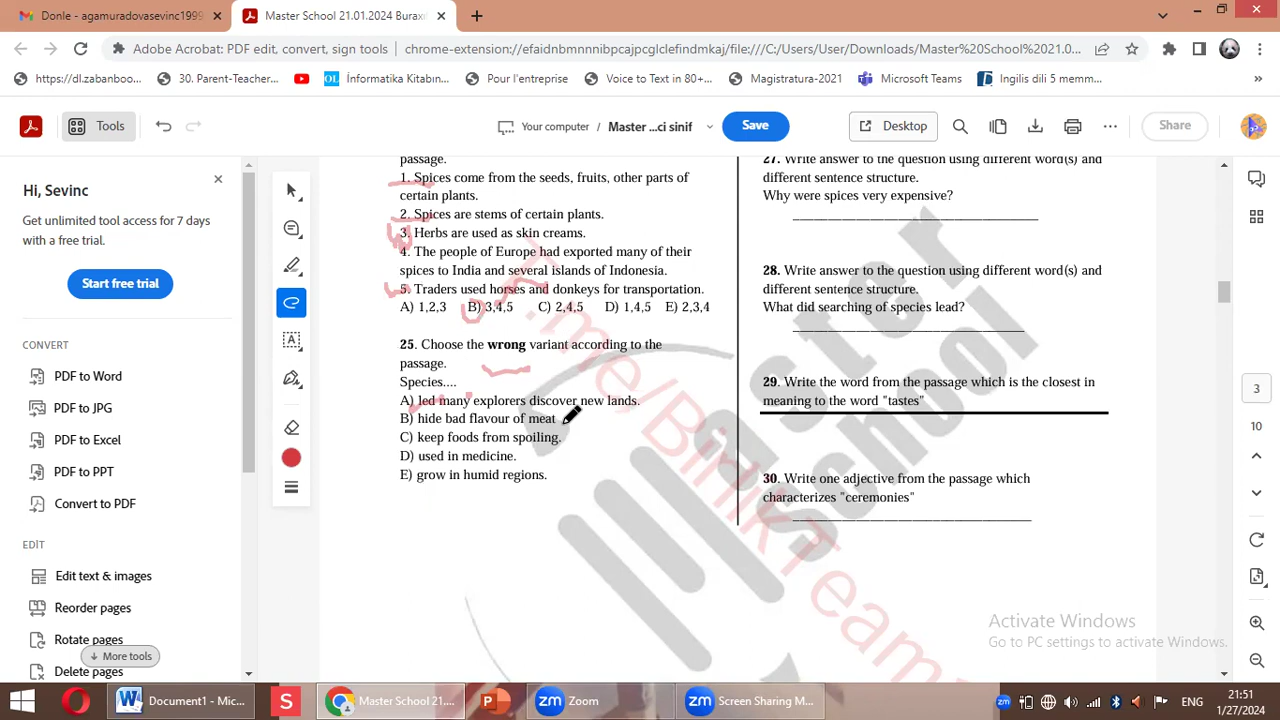 Donle - agamuradovasevinc1999
Master School 21.01.2024 Buraxı
Adobe Acrobat: PDF edit, convert, sign tools | chrome-extension://efaidnbmnnnibpcajpcglclefindmkaj/file:///C:/Users/User/Downloads/Master%20School%2021.0...
https://dl.zabanboo...
30. Parent-Teacher...
İnformatika Kitabın...
Pour l'entreprise
Voice to Text in 80+...
Magistratura-2021
Microsoft Teams
Ingilis dili 5 memm...
»
Tools
Your computer / Master ...ci sinif
Save
Desktop
Share
Hi, Sevinc
Get unlimited tool access for 7 days
with a free trial.
Start free trial
CONVERT
PDF to Word
PDF to JPG
PDF to Excel
PDF to PPT
Convert to PDF
EDİT
Edit text & images
Reorder pages
Rotate pages
More tools
Delete pages
passage.
1. Spices come from the seeds, fruits, other parts of
certain plants.
2. Spices are stems of certain plants.
3. Herbs are used as skin creams.
4. The people of Europe had exported many of their
spices to India and several islands of Indonesia.
5. Traders used horses and donkeys for transportation.
A) 1,2,3 B) 3,4,5 C) 2,4,5 D) 1,4,5 E) 2,3,4
25. Choose the wrong variant according to the
passage.
Species....
A) led many explorers discover new lands.
B) hide bad flavour of meat
C) keep foods from spoiling.
D) used in medicine.
E) grow in humid regions.
27. Write answer to the question using different word(s) and
different sentence structure.
Why were spices very expensive?
28. Write answer to the question using different word(s) and
different sentence structure.
What did searching of species lead?
29. Write the word from the passage which is the closest in
meaning to the word "tastes"
30. Write one adjective from the passage which
characterizes "ceremonies"
Master School
3
10
Activate Windows
Go to PC settings to activate Windows.
Document1 - Mic...
Master School 21....
Zoom
Screen Sharing M...
ENG
21:51
1/27/2024